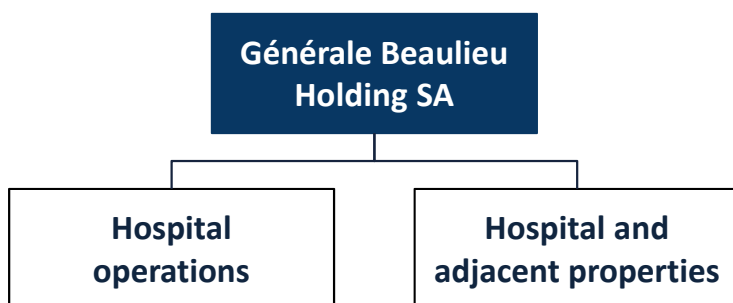 Générale Beaulieu
Holding SA
Hospital
operations
Hospital and
adjacent properties